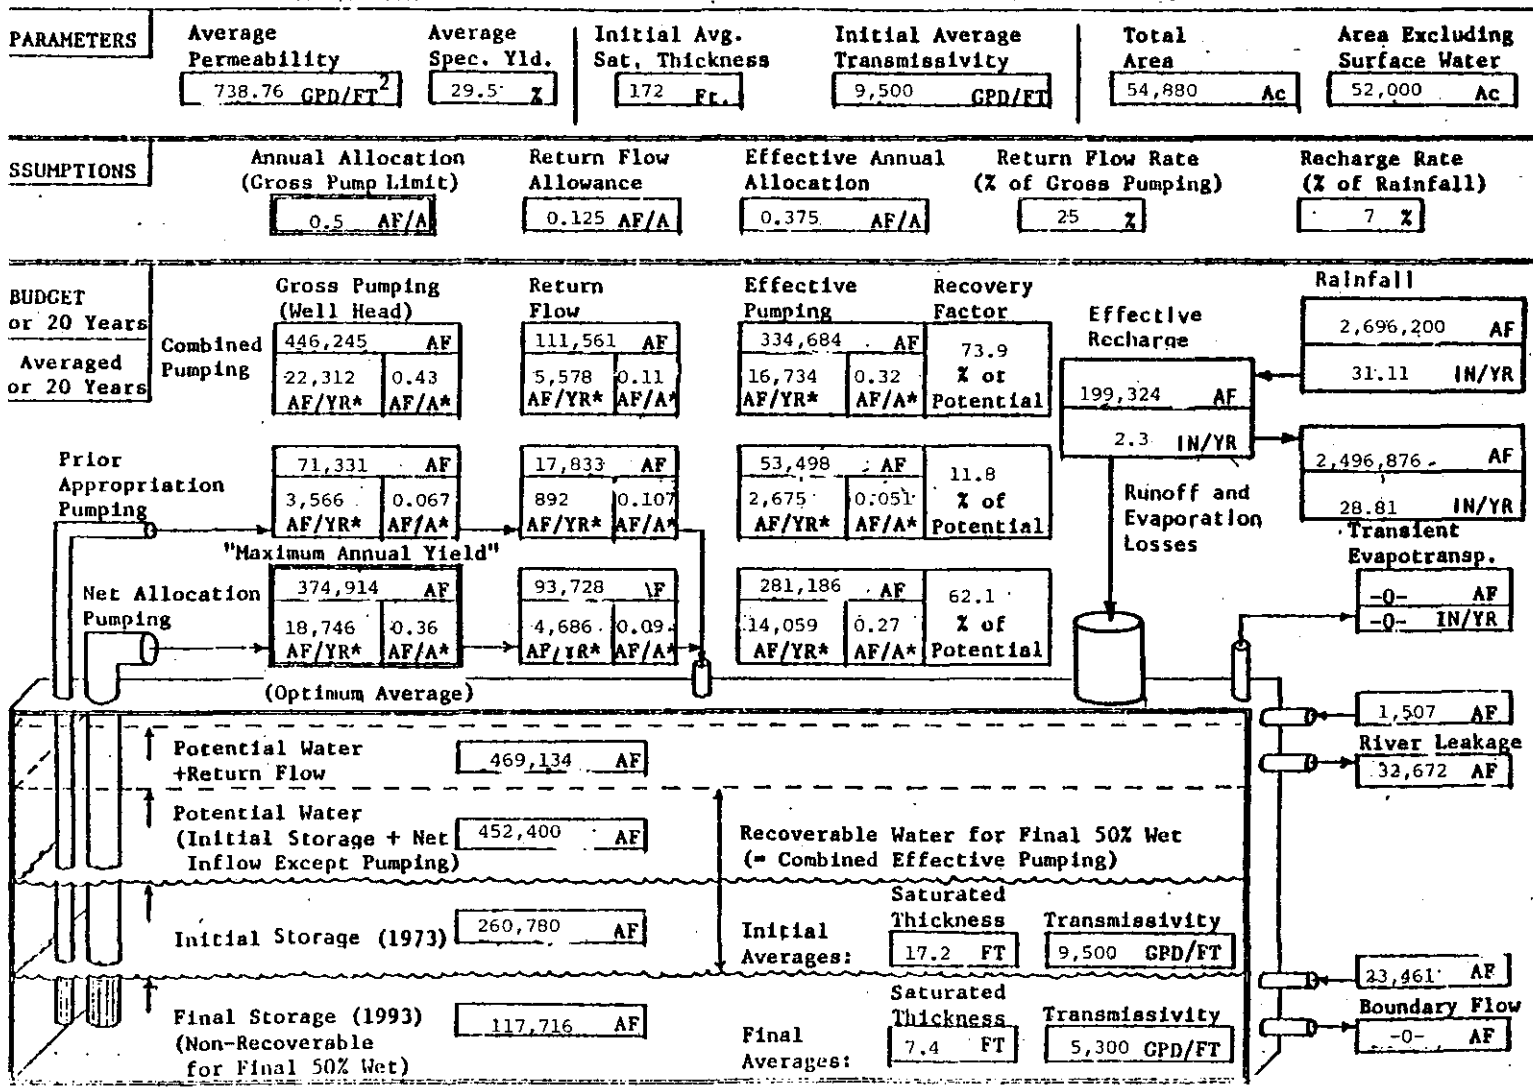 PARAMETERS
Average Permeability
738.76 GPD/FT²
Average Spec. Yld.
29.5 %
Initial Avg. Sat. Thickness
172 Ft.
Initial Average Transmissivity
9,500 GPD/FT
Total Area
54,880 Ac
Area Excluding Surface Water
52,000 Ac
SSUMPTIONS
Annual Allocation (Gross Pump Limit)
0.5 AF/A
Return Flow Allowance
0.125 AF/A
Effective Annual Allocation
0.375 AF/A
Return Flow Rate (% of Gross Pumping)
25 %
Recharge Rate (% of Rainfall)
7 %
BUDGET
or 20 Years
Averaged
or 20 Years
Gross Pumping (Well Head)
Return Flow
Effective Pumping
Recovery Factor
Effective Recharge
Rainfall
Combined Pumping
446,245 AF
22,312 AF/YR*
0.43 AF/A*
111,561 AF
5,578 AF/YR*
0.11 AF/A*
334,684 AF
16,734 AF/YR*
0.32 AF/A*
73.9 % of Potential
199,324 AF
2.3 IN/YR
2,696,200 AF
31.11 IN/YR
Prior Appropriation Pumping
71,331 AF
3,566 AF/YR*
0.067 AF/A*
17,833 AF
892 AF/YR*
0.107 AF/A*
53,498 AF
2,675 AF/YR*
0.051 AF/A*
11.8 % of Potential
Runoff and Evaporation Losses
2,496,876 AF
28.81 IN/YR
"Maximum Annual Yield"
Net Allocation Pumping
374,914 AF
18,746 AF/YR*
0.36 AF/A*
93,728 \F
4,686 AF/YR*
0.09 AF/A*
281,186 AF
14,059 AF/YR*
0.27 AF/A*
62.1 % of Potential
Transient Evapotransp.
-0- AF
-0- IN/YR
(Optimum Average)
Potential Water
+Return Flow
469,134 AF
1,507 AF
River Leakage
32,672 AF
Potential Water
(Initial Storage + Net
Inflow Except Pumping)
452,400 AF
Recoverable Water for Final 50% Wet
(= Combined Effective Pumping)
Initial Storage (1973)
260,780 AF
Initial Averages:
Saturated Thickness
17.2 FT
Transmissivity
9,500 GPD/FT
Final Storage (1993)
(Non-Recoverable
for Final 50% Wet)
117,716 AF
Final Averages:
Saturated Thickness
7.4 FT
Transmissivity
5,300 GPD/FT
23,461 AF
Boundary Flow
-0- AF